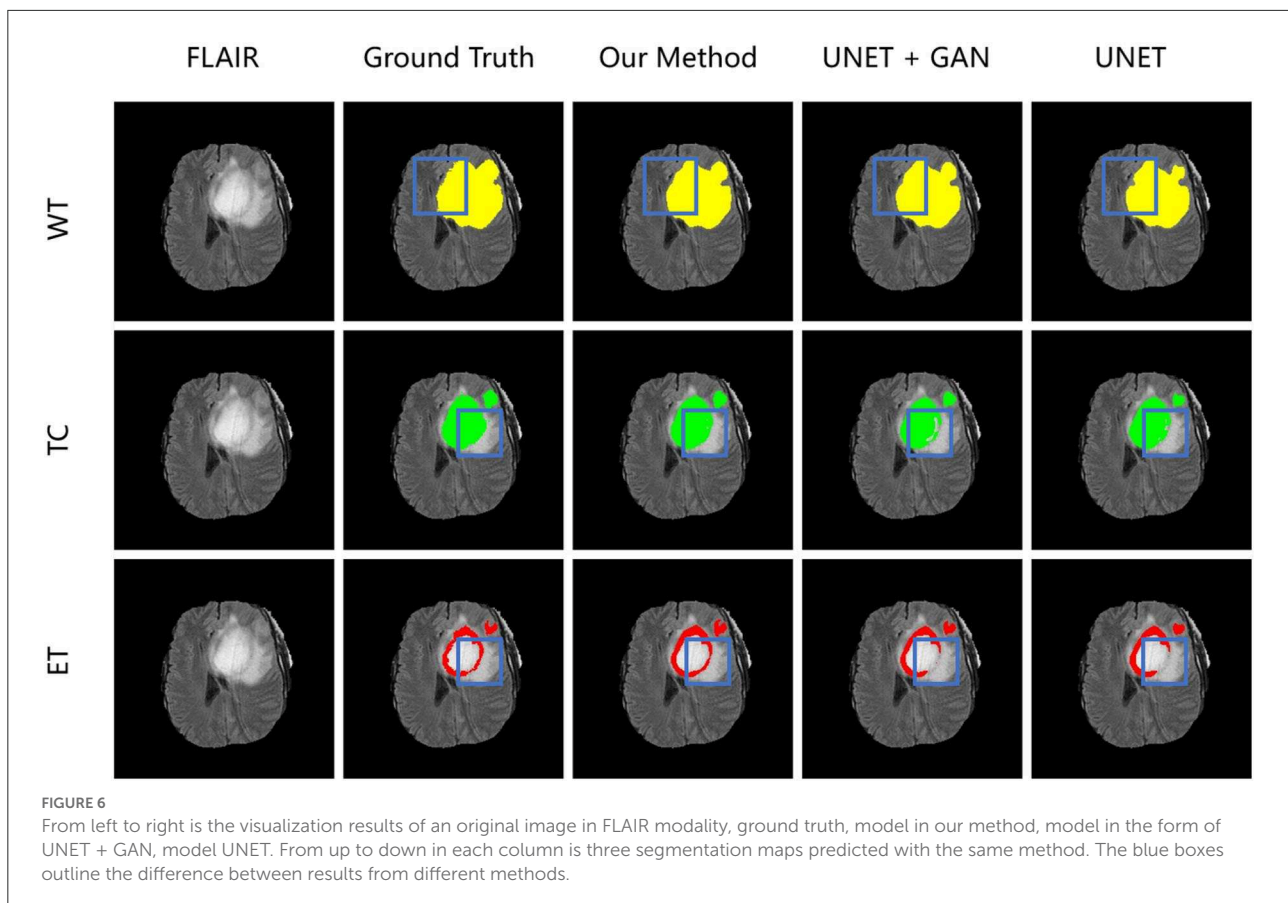 FLAIR Ground Truth Our Method UNET + GAN UNET
WT
TC
ET
FIGURE 6
From left to right is the visualization results of an original image in FLAIR modality, ground truth, model in our method, model in the form of
UNET + GAN, model UNET. From up to down in each column is three segmentation maps predicted with the same method. The blue boxes
outline the difference between results from different methods.